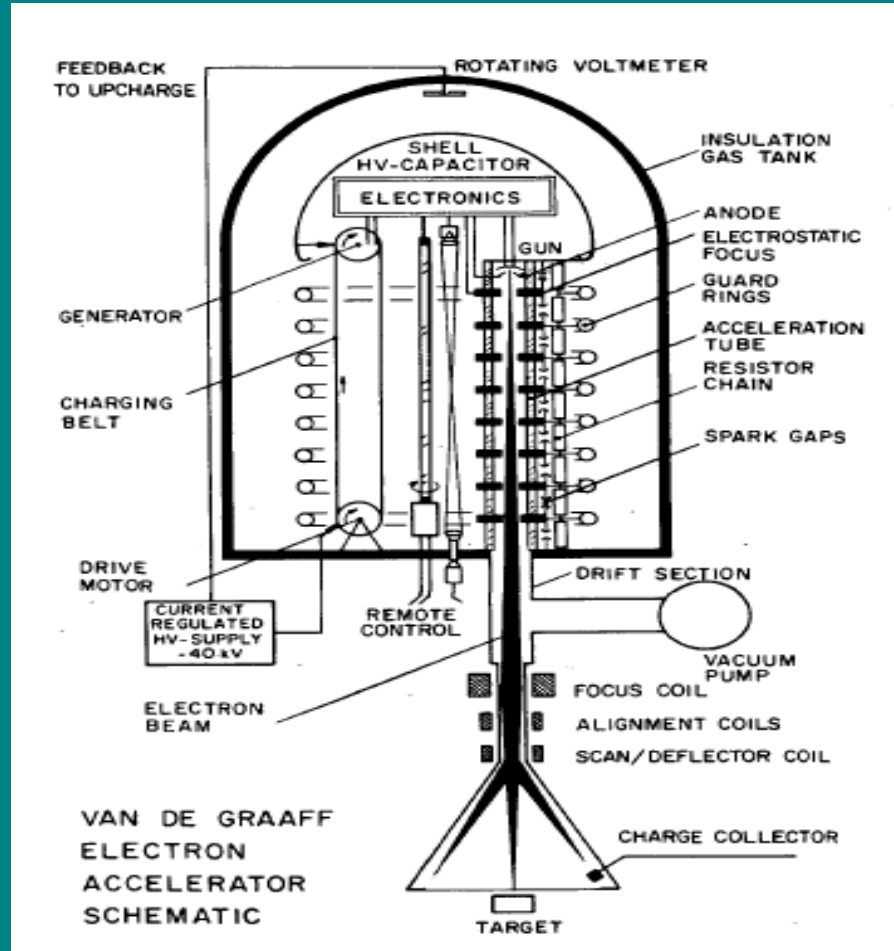 FEEDBACK
TO UPCHARGE
ROTATING VOLTMETER
INSULATION
GAS TANK
SHELL
HV-CAPACITOR
ELECTRONICS
GUN
ANODE
ELECTROSTATIC
FOCUS
GUARD
RINGS
ACCELERATION
TUBE
RESISTOR
CHAIN
SPARK GAPS
GENERATOR
CHARGING
BELT
DRIVE
MOTOR
CURRENT
REGULATED
HV-SUPPLY
-40kV
REMOTE
CONTROL
DRIFT SECTION
VACUUM
PUMP
ELECTRON
BEAM
FOCUS COIL
ALIGNMENT COILS
SCAN/DEFLECTOR COIL
CHARGE COLLECTOR
TARGET
VAN DE GRAAFF
ELECTRON
ACCELERATOR
SCHEMATIC